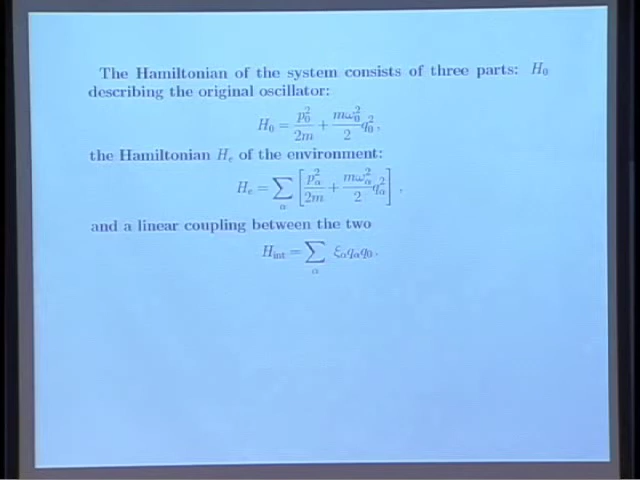 The Hamiltonian of the system consists of three parts: H₀
describing the original oscillator:
H₀ = p₀²/2m + mω₀²/2 q₀²,
the Hamiltonian Hₑ of the environment:
Hₑ = ∑_α [ p_α²/2m + mω_α²/2 q_α² ] ,
and a linear coupling between the two
H_int = ∑_α ξ_α q_α q₀.